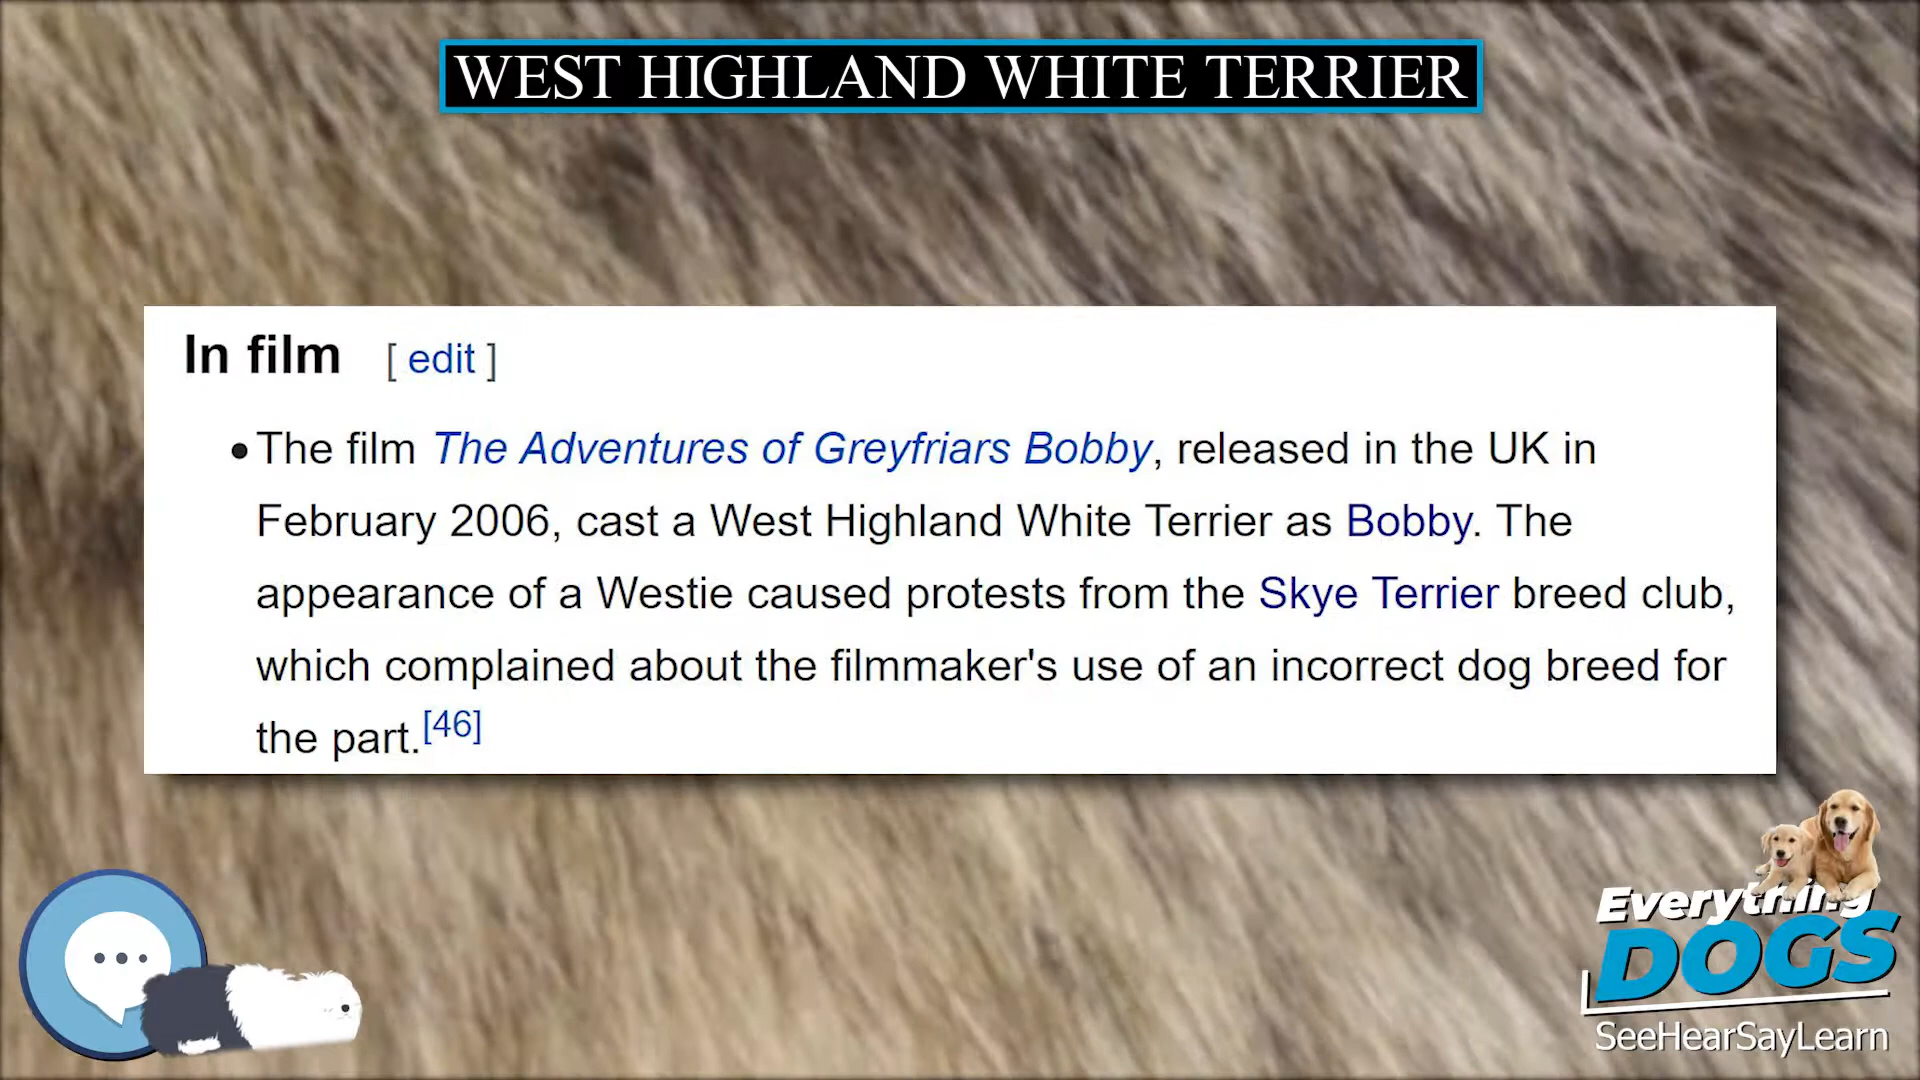 WEST HIGHLAND WHITE TERRIER
In film [ edit ]
• The film The Adventures of Greyfriars Bobby, released in the UK in
February 2006, cast a West Highland White Terrier as Bobby. The
appearance of a Westie caused protests from the Skye Terrier breed club,
which complained about the filmmaker's use of an incorrect dog breed for
the part.[46]
Everything
DOGS
SeeHearSayLearn